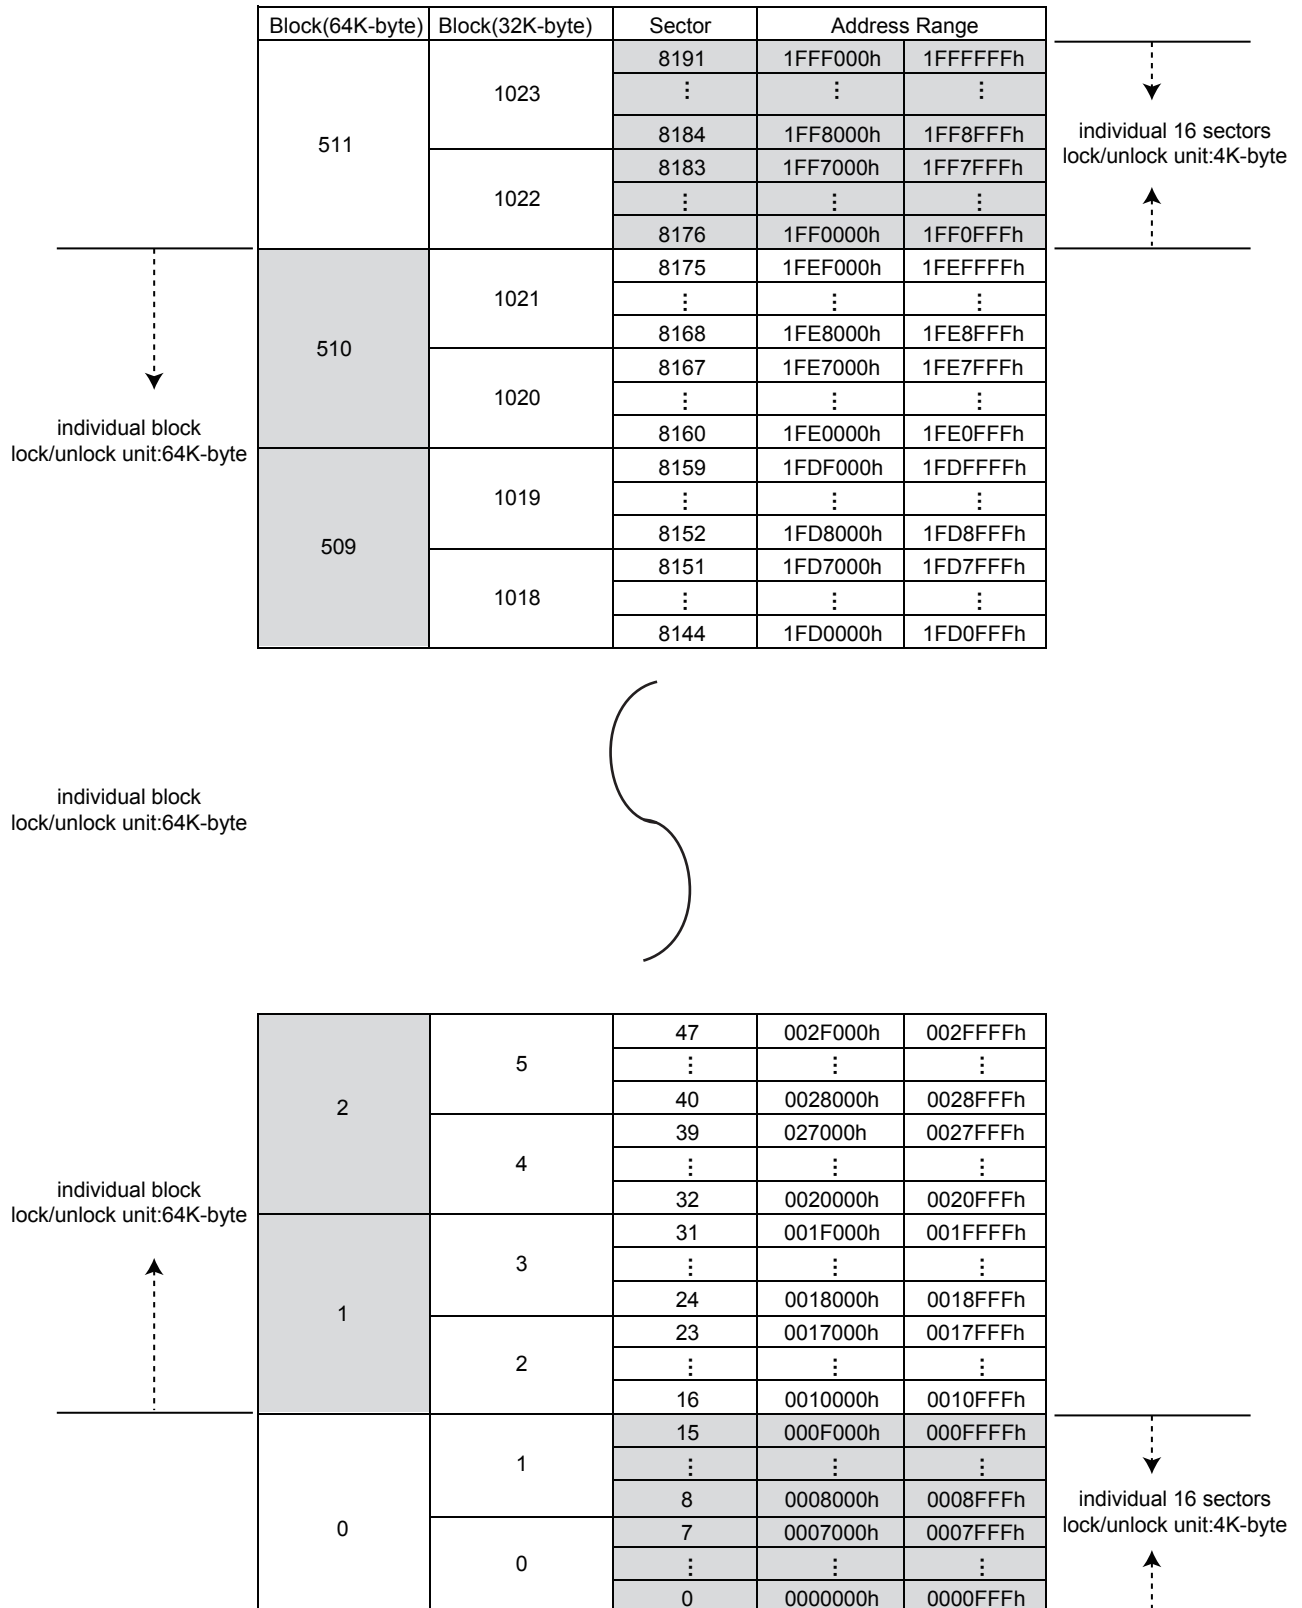 Block(64K-byte) Block(32K-byte) Sector Address Range
8191 1FFF000h 1FFFFFFh
1023
individual 16 sectors
8184 1FF8000h 1FF8FFFh
511
lock/unlock unit:4K-byte
8183 1FF7000h 1FF7FFFh
1022
8176 1FF0000h 1FF0FFFh
8175 1FEF000h 1FEFFFFh
1021
8168 1FE8000h 1FE8FFFh
510
8167 1FE7000h 1FE7FFFh
1020
individual block
8160 1FE0000h 1FE0FFFh
lock/unlock unit:64K-byte
8159 1FDF000h 1FDFFFFh
1019
8152 1FD8000h 1FD8FFFh
509
8151 1FD7000h 1FD7FFFh
1018
8144 1FD0000h 1FD0FFFh
individual block
lock/unlock unit:64K-byte
47 002F000h 002FFFFh
5
40 0028000h 0028FFFh
2
39 027000h 0027FFFh
4
individual block
32 0020000h 0020FFFh
lock/unlock unit:64K-byte
31 001F000h 001FFFFh
3
24 0018000h 0018FFFh
1
23 0017000h 0017FFFh
2
16 0010000h 0010FFFh
15 000F000h 000FFFFh
1
8 0008000h 0008FFFh
individual 16 sectors
0
7 0007000h 0007FFFh
lock/unlock unit:4K-byte
0
0 0000000h 0000FFFh